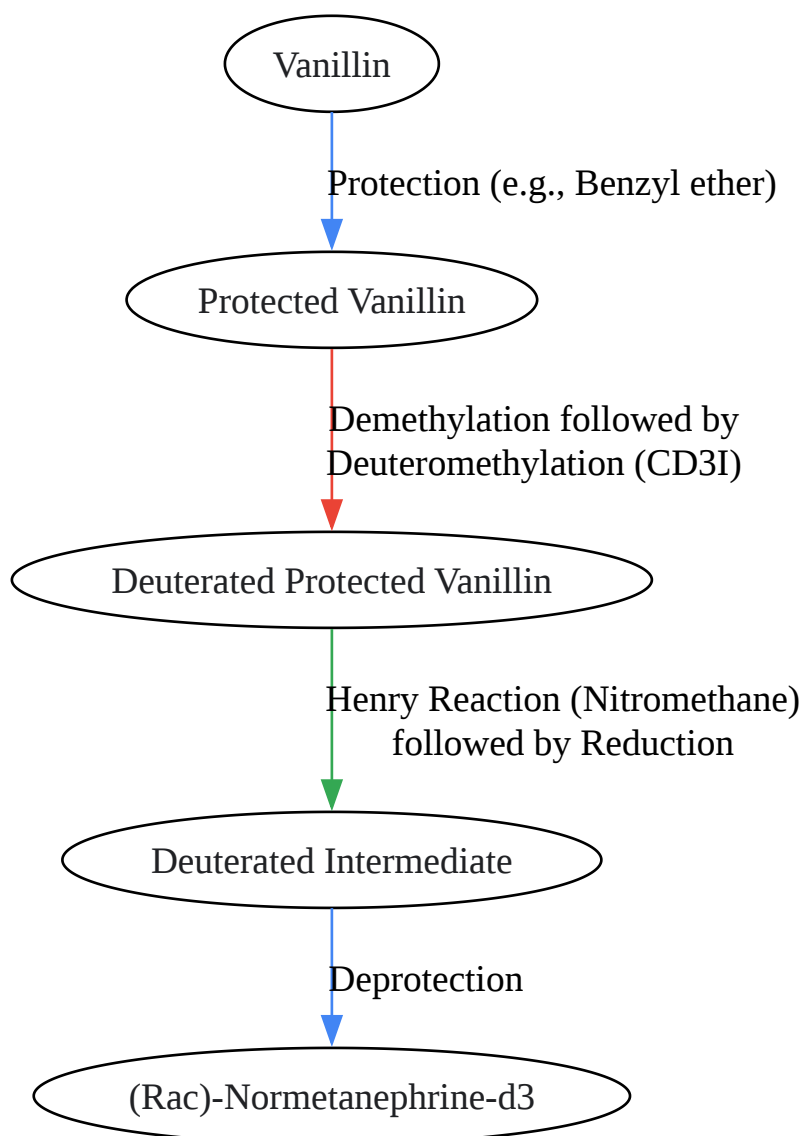 Vanillin
Protection (e.g., Benzyl ether)
Protected Vanillin
Demethylation followed by
Deuteromethylation (CD3I)
Deuterated Protected Vanillin
Henry Reaction (Nitromethane)
followed by Reduction
Deuterated Intermediate
Deprotection
(Rac)-Normetanephrine-d3